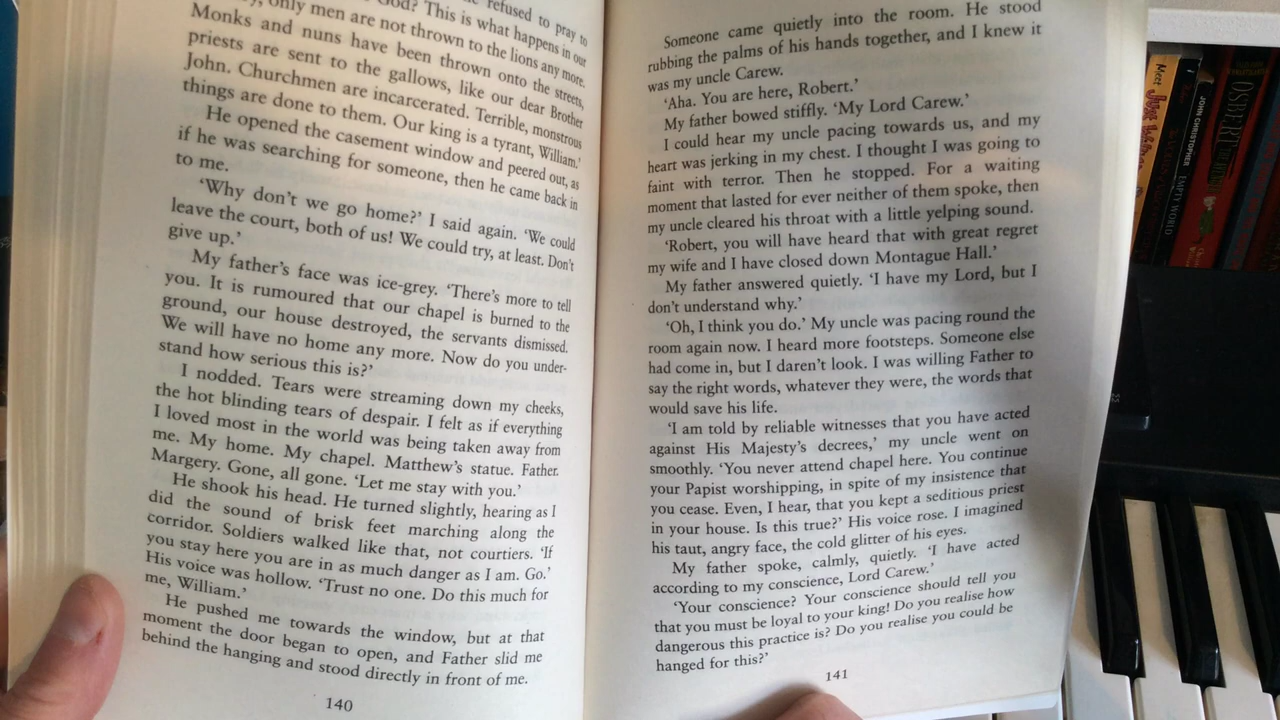 refused to pray to
God? This is what happens in our
only men are not thrown to the lions any more.
Monks and nuns have been thrown onto the streets,
priests are sent to the gallows, like our dear Brother
John. Churchmen are incarcerated. Terrible, monstrous
things are done to them. Our king is a tyrant, William.'
He opened the casement window and peered out, as
if he was searching for someone, then he came back in
to me.
'Why don't we go home?' I said again. 'We could
leave the court, both of us! We could try, at least. Don't
give up.'
My father's face was ice-grey. 'There's more to tell
you. It is rumoured that our chapel is burned to the
ground, our house destroyed, the servants dismissed.
We will have no home any more. Now do you under-
stand how serious this is?'
I nodded. Tears were streaming down my cheeks,
the hot blinding tears of despair. I felt as if everything
I loved most in the world was being taken away from
me. My home. My chapel. Matthew's statue. Father.
Margery. Gone, all gone. 'Let me stay with you.'
He shook his head. He turned slightly, hearing as I
did the sound of brisk feet marching along the
corridor. Soldiers walked like that, not courtiers. 'If
you stay here you are in as much danger as I am. Go.'
His voice was hollow. 'Trust no one. Do this much for
me, William.'
He pushed me towards the window, but at that
moment the door began to open, and Father slid me
behind the hanging and stood directly in front of me.
140
Someone came quietly into the room. He stood
rubbing the palms of his hands together, and I knew it
was my uncle Carew.
'Aha. You are here, Robert.'
My father bowed stiffly. 'My Lord Carew.'
I could hear my uncle pacing towards us, and my
heart was jerking in my chest. I thought I was going to
faint with terror. Then he stopped. For a waiting
moment that lasted for ever neither of them spoke, then
my uncle cleared his throat with a little yelping sound.
'Robert, you will have heard that with great regret
my wife and I have closed down Montague Hall.'
My father answered quietly. 'I have my Lord, but I
don't understand why.'
'Oh, I think you do.' My uncle was pacing round the
room again now. I heard more footsteps. Someone else
had come in, but I daren't look. I was willing Father to
say the right words, whatever they were, the words that
would save his life.
'I am told by reliable witnesses that you have acted
against His Majesty's decrees,' my uncle went on
smoothly. 'You never attend chapel here. You continue
your Papist worshipping, in spite of my insistence that
you cease. Even, I hear, that you kept a seditious priest
in your house. Is this true?' His voice rose. I imagined
his taut, angry face, the cold glitter of his eyes.
My father spoke, calmly, quietly. 'I have acted
according to my conscience, Lord Carew.'
'Your conscience? Your conscience should tell you
that you must be loyal to your king! Do you realise how
dangerous this practice is? Do you realise you could be
hanged for this?'
141
Meet
JOHN CHRISTOPHER EMPTY WORLD
OSBERT